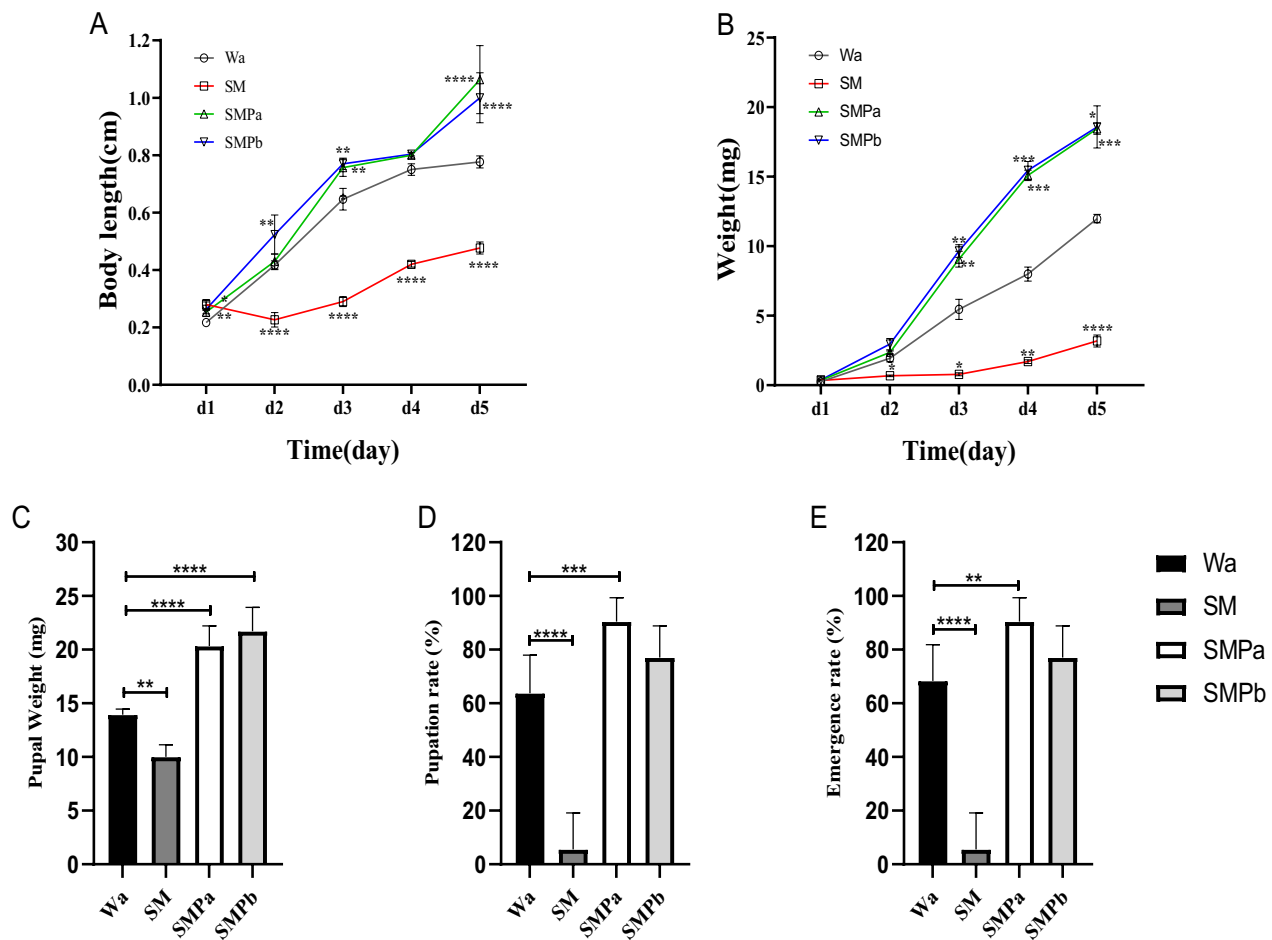 A
1.2
1.0
0.8
0.6
0.4
0.2
0.0
Body length(cm)
Wa
SM
SMPa
SMPb
*
**
**
****
**
**
****
****
****
****
****
d1 d2 d3 d4 d5
Time(day)
B
25
20
15
10
5
0
Weight(mg)
Wa
SM
SMPa
SMPb
*
**
**
*
***
***
**
*
***
****
d1 d2 d3 d4 d5
Time(day)
C
30
25
20
15
10
5
0
Pupal Weight (mg)
****
****
**
Wa SM SMPa SMPb
D
120
100
80
60
40
20
0
Pupation rate (%)
***
****
Wa SM SMPa SMPb
E
120
100
80
60
40
20
0
Emergence rate (%)
**
****
Wa SM SMPa SMPb
Wa
SM
SMPa
SMPb